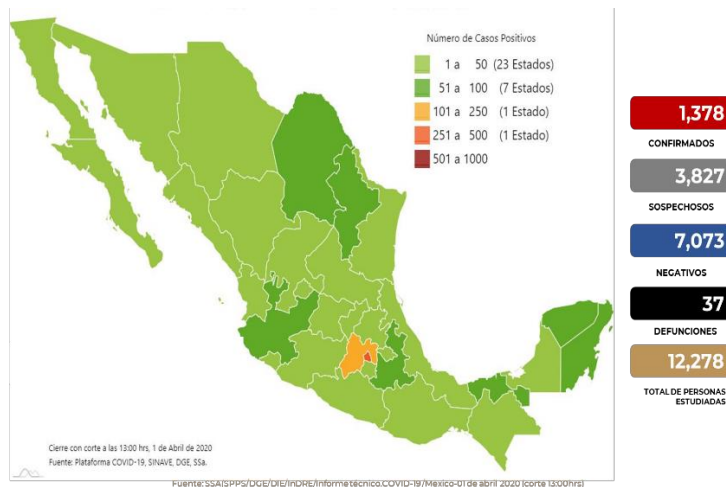 Número de Casos Positivos
1 a 50 (23 Estados)
51 a 100 (7 Estados)
101 a 250 (1 Estado)
251 a 500 (1 Estado)
501 a 1000
1,378
CONFIRMADOS
3,827
SOSPECHOSOS
7,073
NEGATIVOS
37
DEFUNCIONES
12,278
TOTAL DE PERSONAS
ESTUDIADAS
Cierre con corte a las 13:00 hrs, 1 de Abril de 2020
Fuente: Plataforma COVID-19, SINAVE, DGE, SSa.
Fuente: SSA/SPPS/DGE/DIE/InDRE/Informe técnico.COVID-19/México-01 de abril 2020 (corte 13:00hrs)